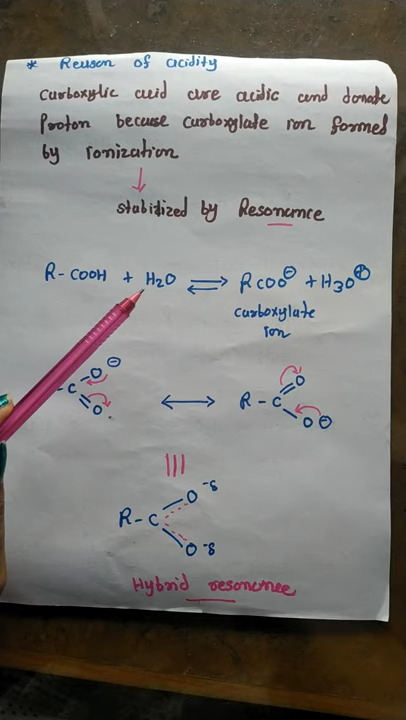 * Reason of acidity
Carboxylic acid are acidic and donate
Proton because carboxylate ion formed
by ionization
↓
stabilized by Resonance
R-COOH + H2O ⇌ RCOO⊖ + H3O⊕
carboxylate
ion
O⊖ O
-C ↔ R-C
O O⊖
|||
O-δ
R-C
O-δ
Hybrid resonance